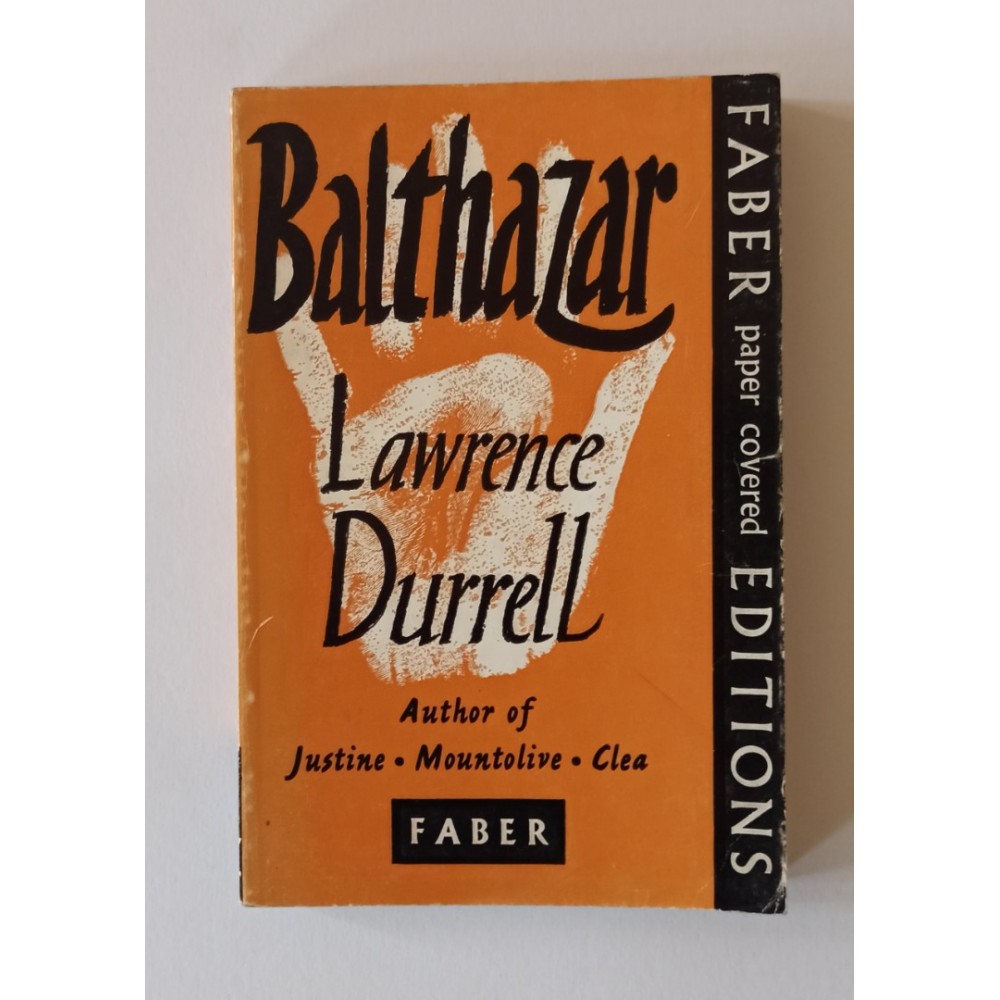 Balthazar
Lawrence
Durrell
Author of
Justine • Mountolive • Clea
FABER
FABER paper covered EDITIONS